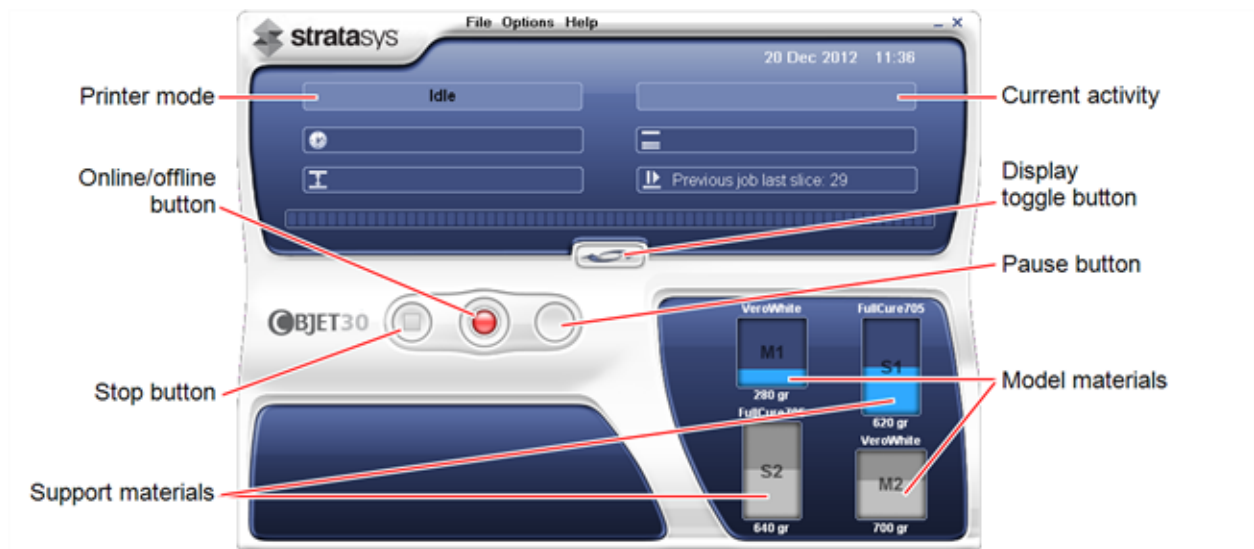 stratasys
File Options Help
20 Dec 2012 11:36
Printer mode
Idle
Current activity
Online/offline
button
Previous job last slice: 29
Display
toggle button
Pause button
OBJET30
Stop button
VeroWhite
FullCure705
M1
S1
Model materials
280 gr
620 gr
FullCure705
VeroWhite
Support materials
S2
M2
640 gr
700 gr